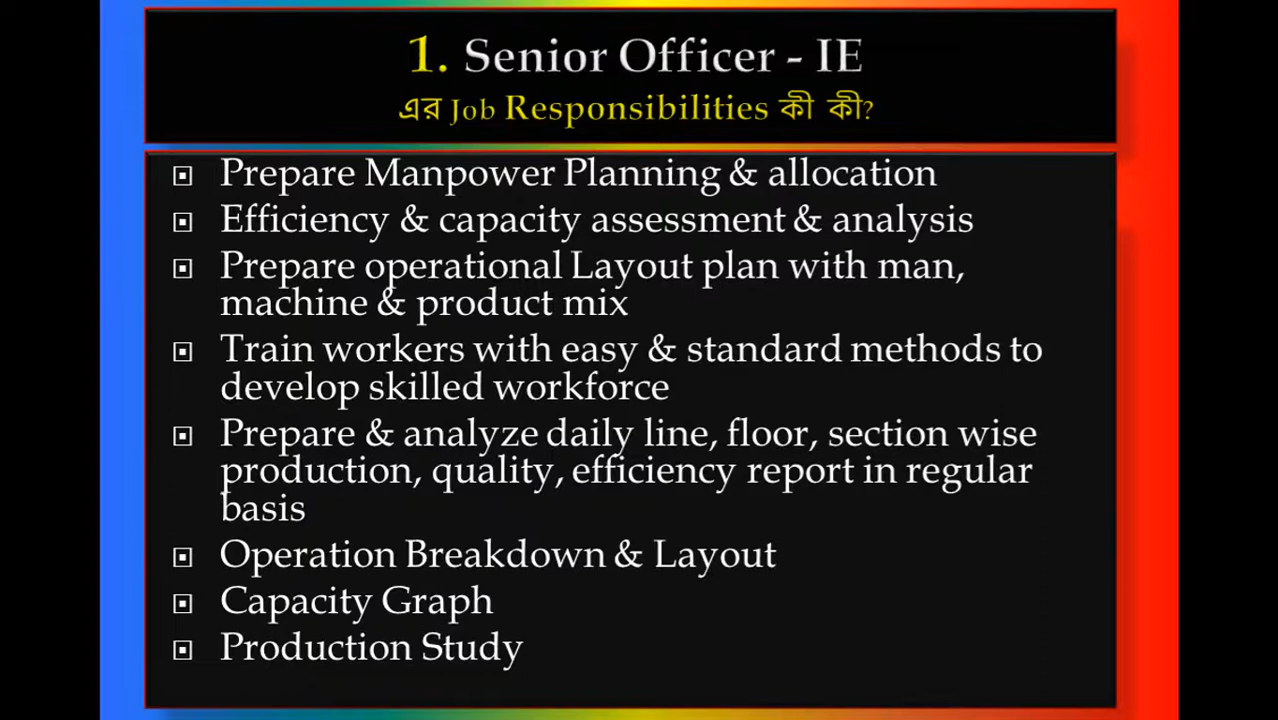 1. Senior Officer - IE
এর Job Responsibilities কী কী?
Prepare Manpower Planning & allocation
Efficiency & capacity assessment & analysis
Prepare operational Layout plan with man,
machine & product mix
Train workers with easy & standard methods to
develop skilled workforce
Prepare & analyze daily line, floor, section wise
production, quality, efficiency report in regular
basis
Operation Breakdown & Layout
Capacity Graph
Production Study